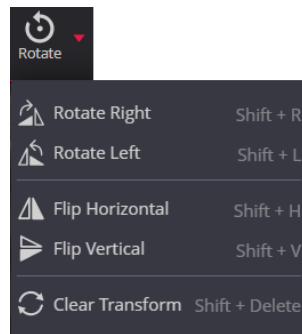 Rotate
Rotate Right Shift + R
Rotate Left Shift + L
Flip Horizontal Shift + H
Flip Vertical Shift + V
Clear Transform Shift + Delete